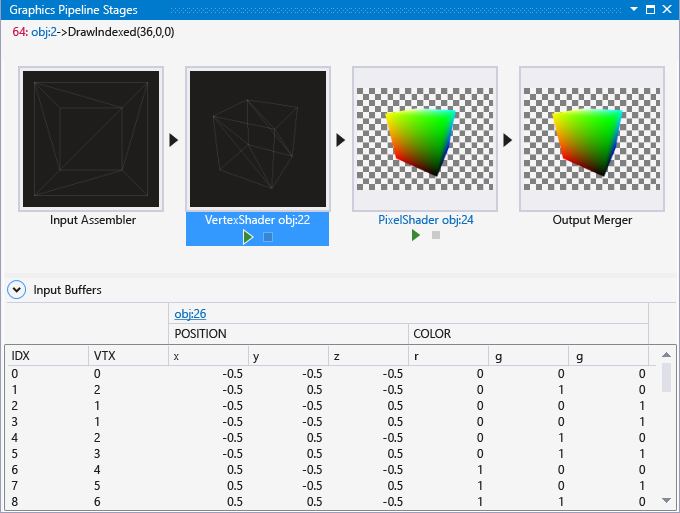 Graphics Pipeline Stages
64: obj:2->DrawIndexed(36,0,0)
Input Assembler
VertexShader obj:22
PixelShader obj:24
Output Merger
Input Buffers
obj:26
POSITION COLOR
IDX VTX x y z r g g
0 0 -0.5 -0.5 -0.5 0 0 0
1 2 -0.5 0.5 -0.5 0 1 0
2 1 -0.5 -0.5 0.5 0 0 1
3 1 -0.5 -0.5 0.5 0 0 1
4 2 -0.5 0.5 -0.5 0 1 0
5 3 -0.5 0.5 0.5 0 1 1
6 4 0.5 -0.5 -0.5 1 0 0
7 5 0.5 -0.5 0.5 1 0 1
8 6 0.5 0.5 -0.5 1 1 0